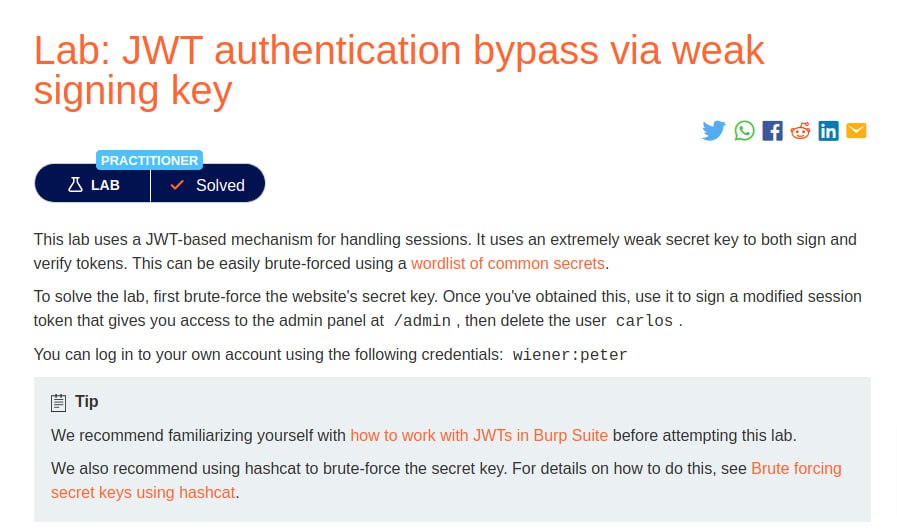 Lab: JWT authentication bypass via weak
signing key
PRACTITIONER
LAB
Solved
This lab uses a JWT-based mechanism for handling sessions. It uses an extremely weak secret key to both sign and
verify tokens. This can be easily brute-forced using a wordlist of common secrets.
To solve the lab, first brute-force the website's secret key. Once you've obtained this, use it to sign a modified session
token that gives you access to the admin panel at /admin , then delete the user carlos .
You can log in to your own account using the following credentials: wiener:peter
Tip
We recommend familiarizing yourself with how to work with JWTs in Burp Suite before attempting this lab.
We also recommend using hashcat to brute-force the secret key. For details on how to do this, see Brute forcing
secret keys using hashcat.